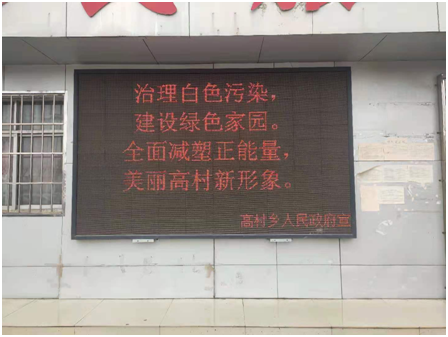 治理白色污染，
建设绿色家园。
全面减塑正能量，
美丽高村新形象。
高村乡人民政府宣